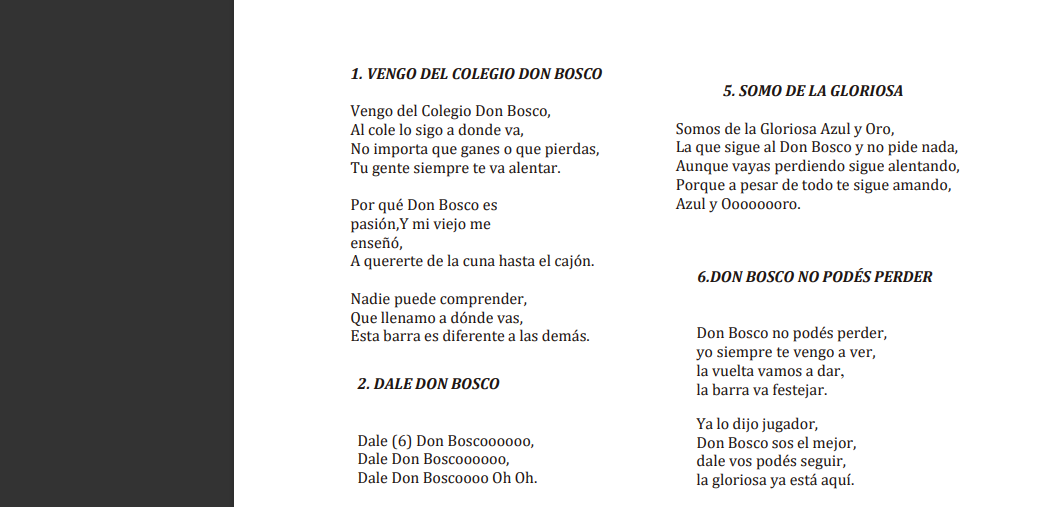 1. VENGO DEL COLEGIO DON BOSCO
Vengo del Colegio Don Bosco,
Al cole lo sigo a donde va,
No importa que ganes o que pierdas,
Tu gente siempre te va alentar.
Por qué Don Bosco es
pasión,Y mi viejo me
enseñó,
A quererte de la cuna hasta el cajón.
Nadie puede comprender,
Que llenamo a dónde vas,
Esta barra es diferente a las demás.
2. DALE DON BOSCO
Dale (6) Don Boscoooooo,
Dale Don Boscoooooo,
Dale Don Boscoooo Oh Oh.
5. SOMO DE LA GLORIOSA
Somos de la Gloriosa Azul y Oro,
La que sigue al Don Bosco y no pide nada,
Aunque vayas perdiendo sigue alentando,
Porque a pesar de todo te sigue amando,
Azul y Oooooooro.
6.DON BOSCO NO PODÉS PERDER
Don Bosco no podés perder,
yo siempre te vengo a ver,
la vuelta vamos a dar,
la barra va festejar.
Ya lo dijo jugador,
Don Bosco sos el mejor,
dale vos podés seguir,
la gloriosa ya está aquí.